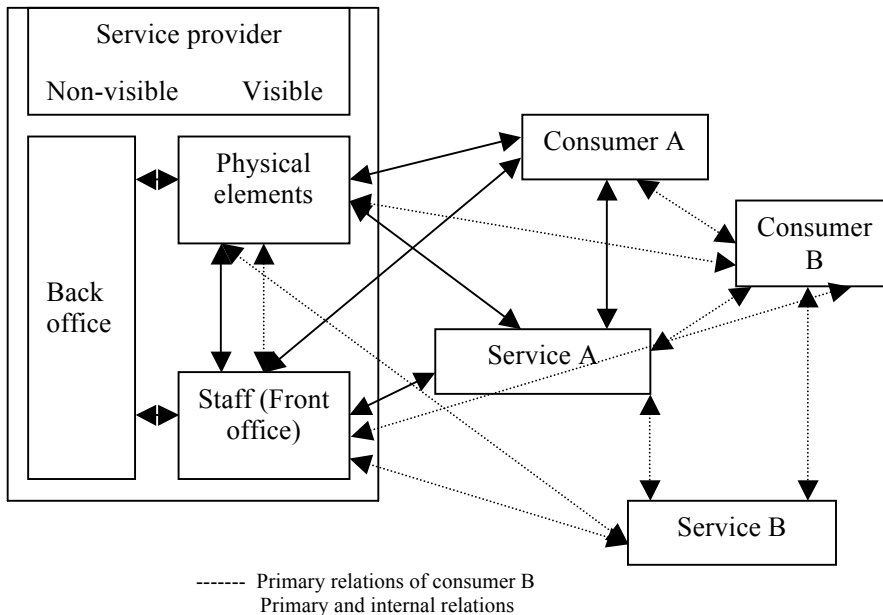 Service provider
Non-visible Visible
Consumer A
Physical
elements
Consumer
B
Back
office
Service A
Staff (Front
office)
Service B
------- Primary relations of consumer B
Primary and internal relations